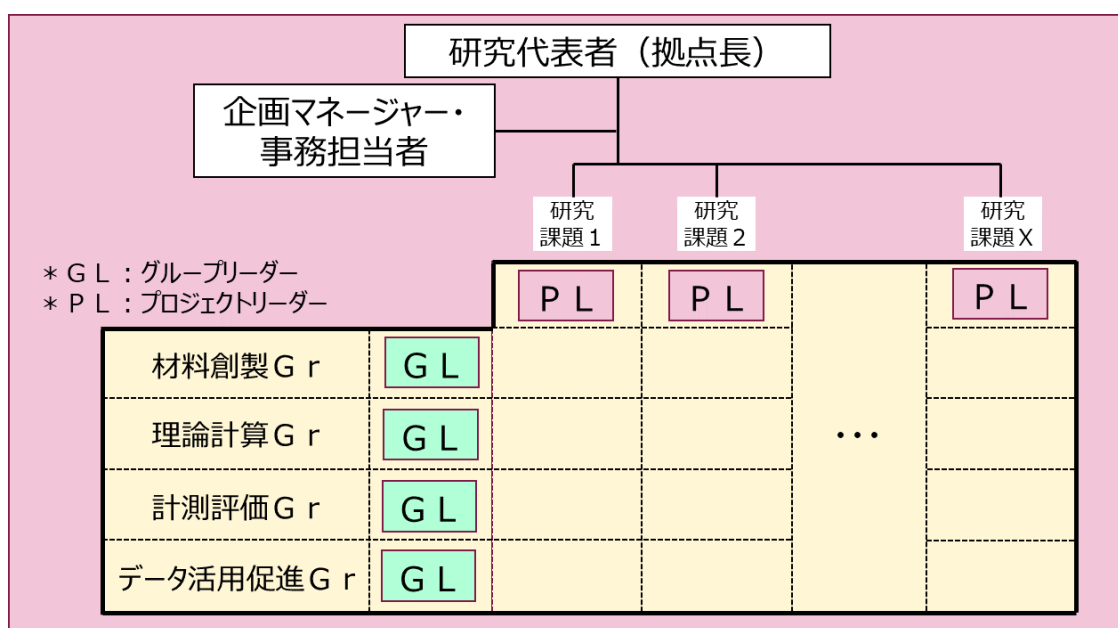 研究代表者（拠点長）
企画マネージャー・
事務担当者
研究
課題１
研究
課題２
研究
課題Ｘ
＊ＧＬ：グループリーダー
＊ＰＬ：プロジェクトリーダー
ＰＬ
ＰＬ
ＰＬ
材料創製Ｇｒ
ＧＬ
理論計算Ｇｒ
ＧＬ
・・・
計測評価Ｇｒ
ＧＬ
データ活用促進Ｇｒ
ＧＬ